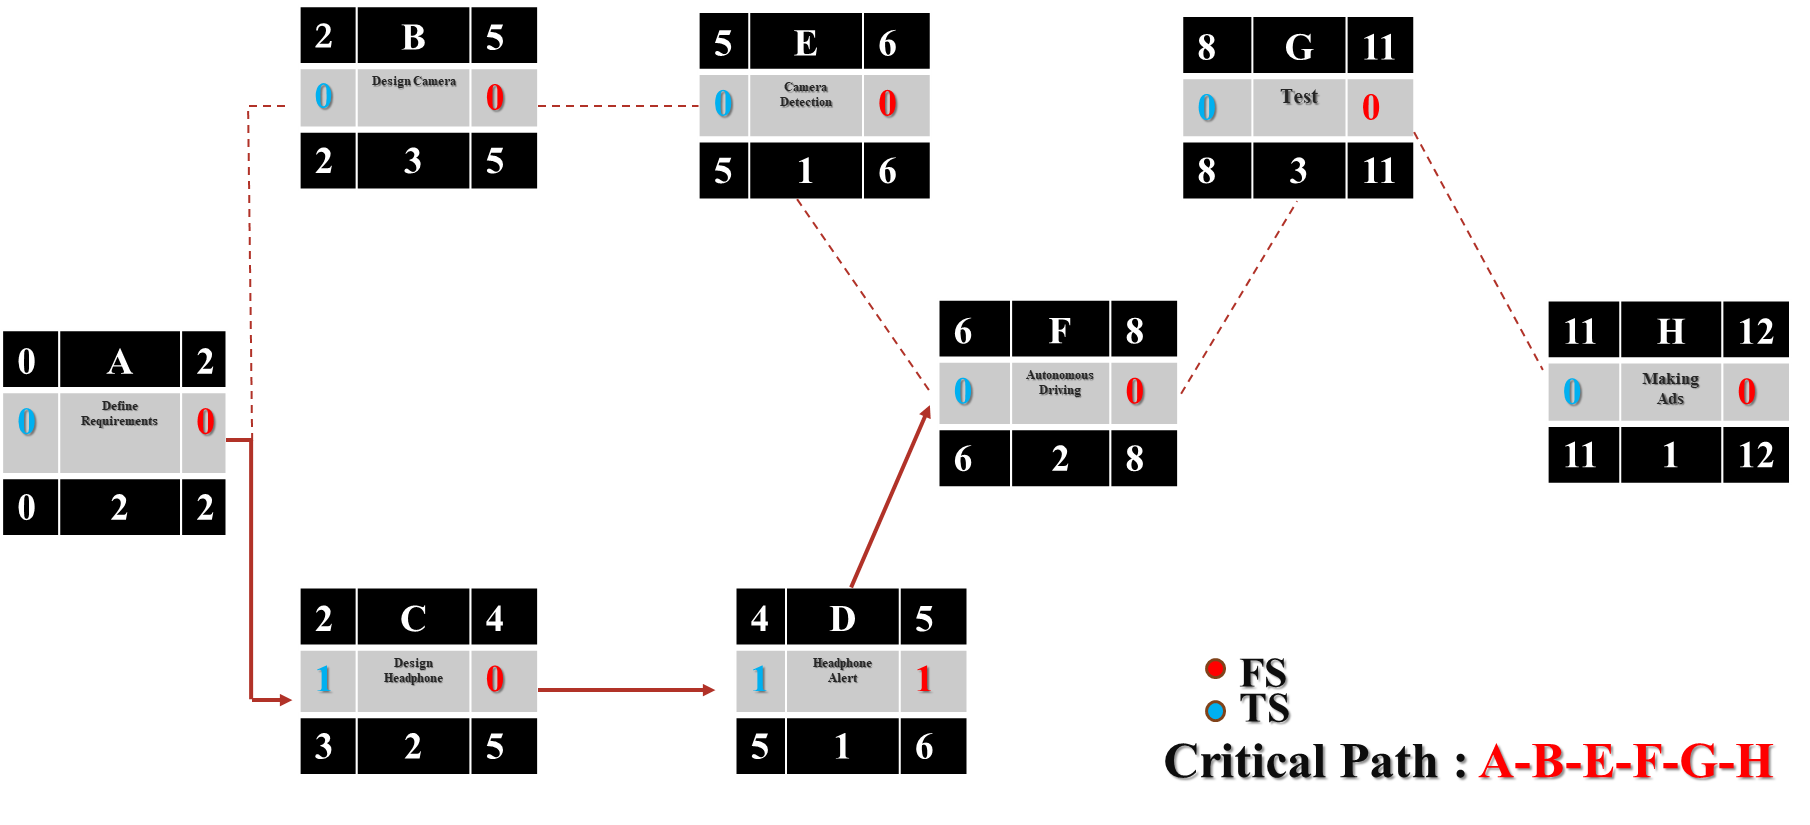 2 B 5
0 Design Camera 0
2 3 5
5 E 6
0 Camera 0
Detection
5 1 6
8 G 11
0 Test 0
8 3 11
0 A 2
0 Define 0
Requirements
0 2 2
6 F 8
0 Autonomous 0
Driving
6 2 8
11 H 12
0 Making 0
Ads
11 1 12
2 C 4
1 Design 0
Headphone
3 2 5
4 D 5
1 Headphone 1
Alert
5 1 6
FS
TS
Critical Path : A-B-E-F-G-H